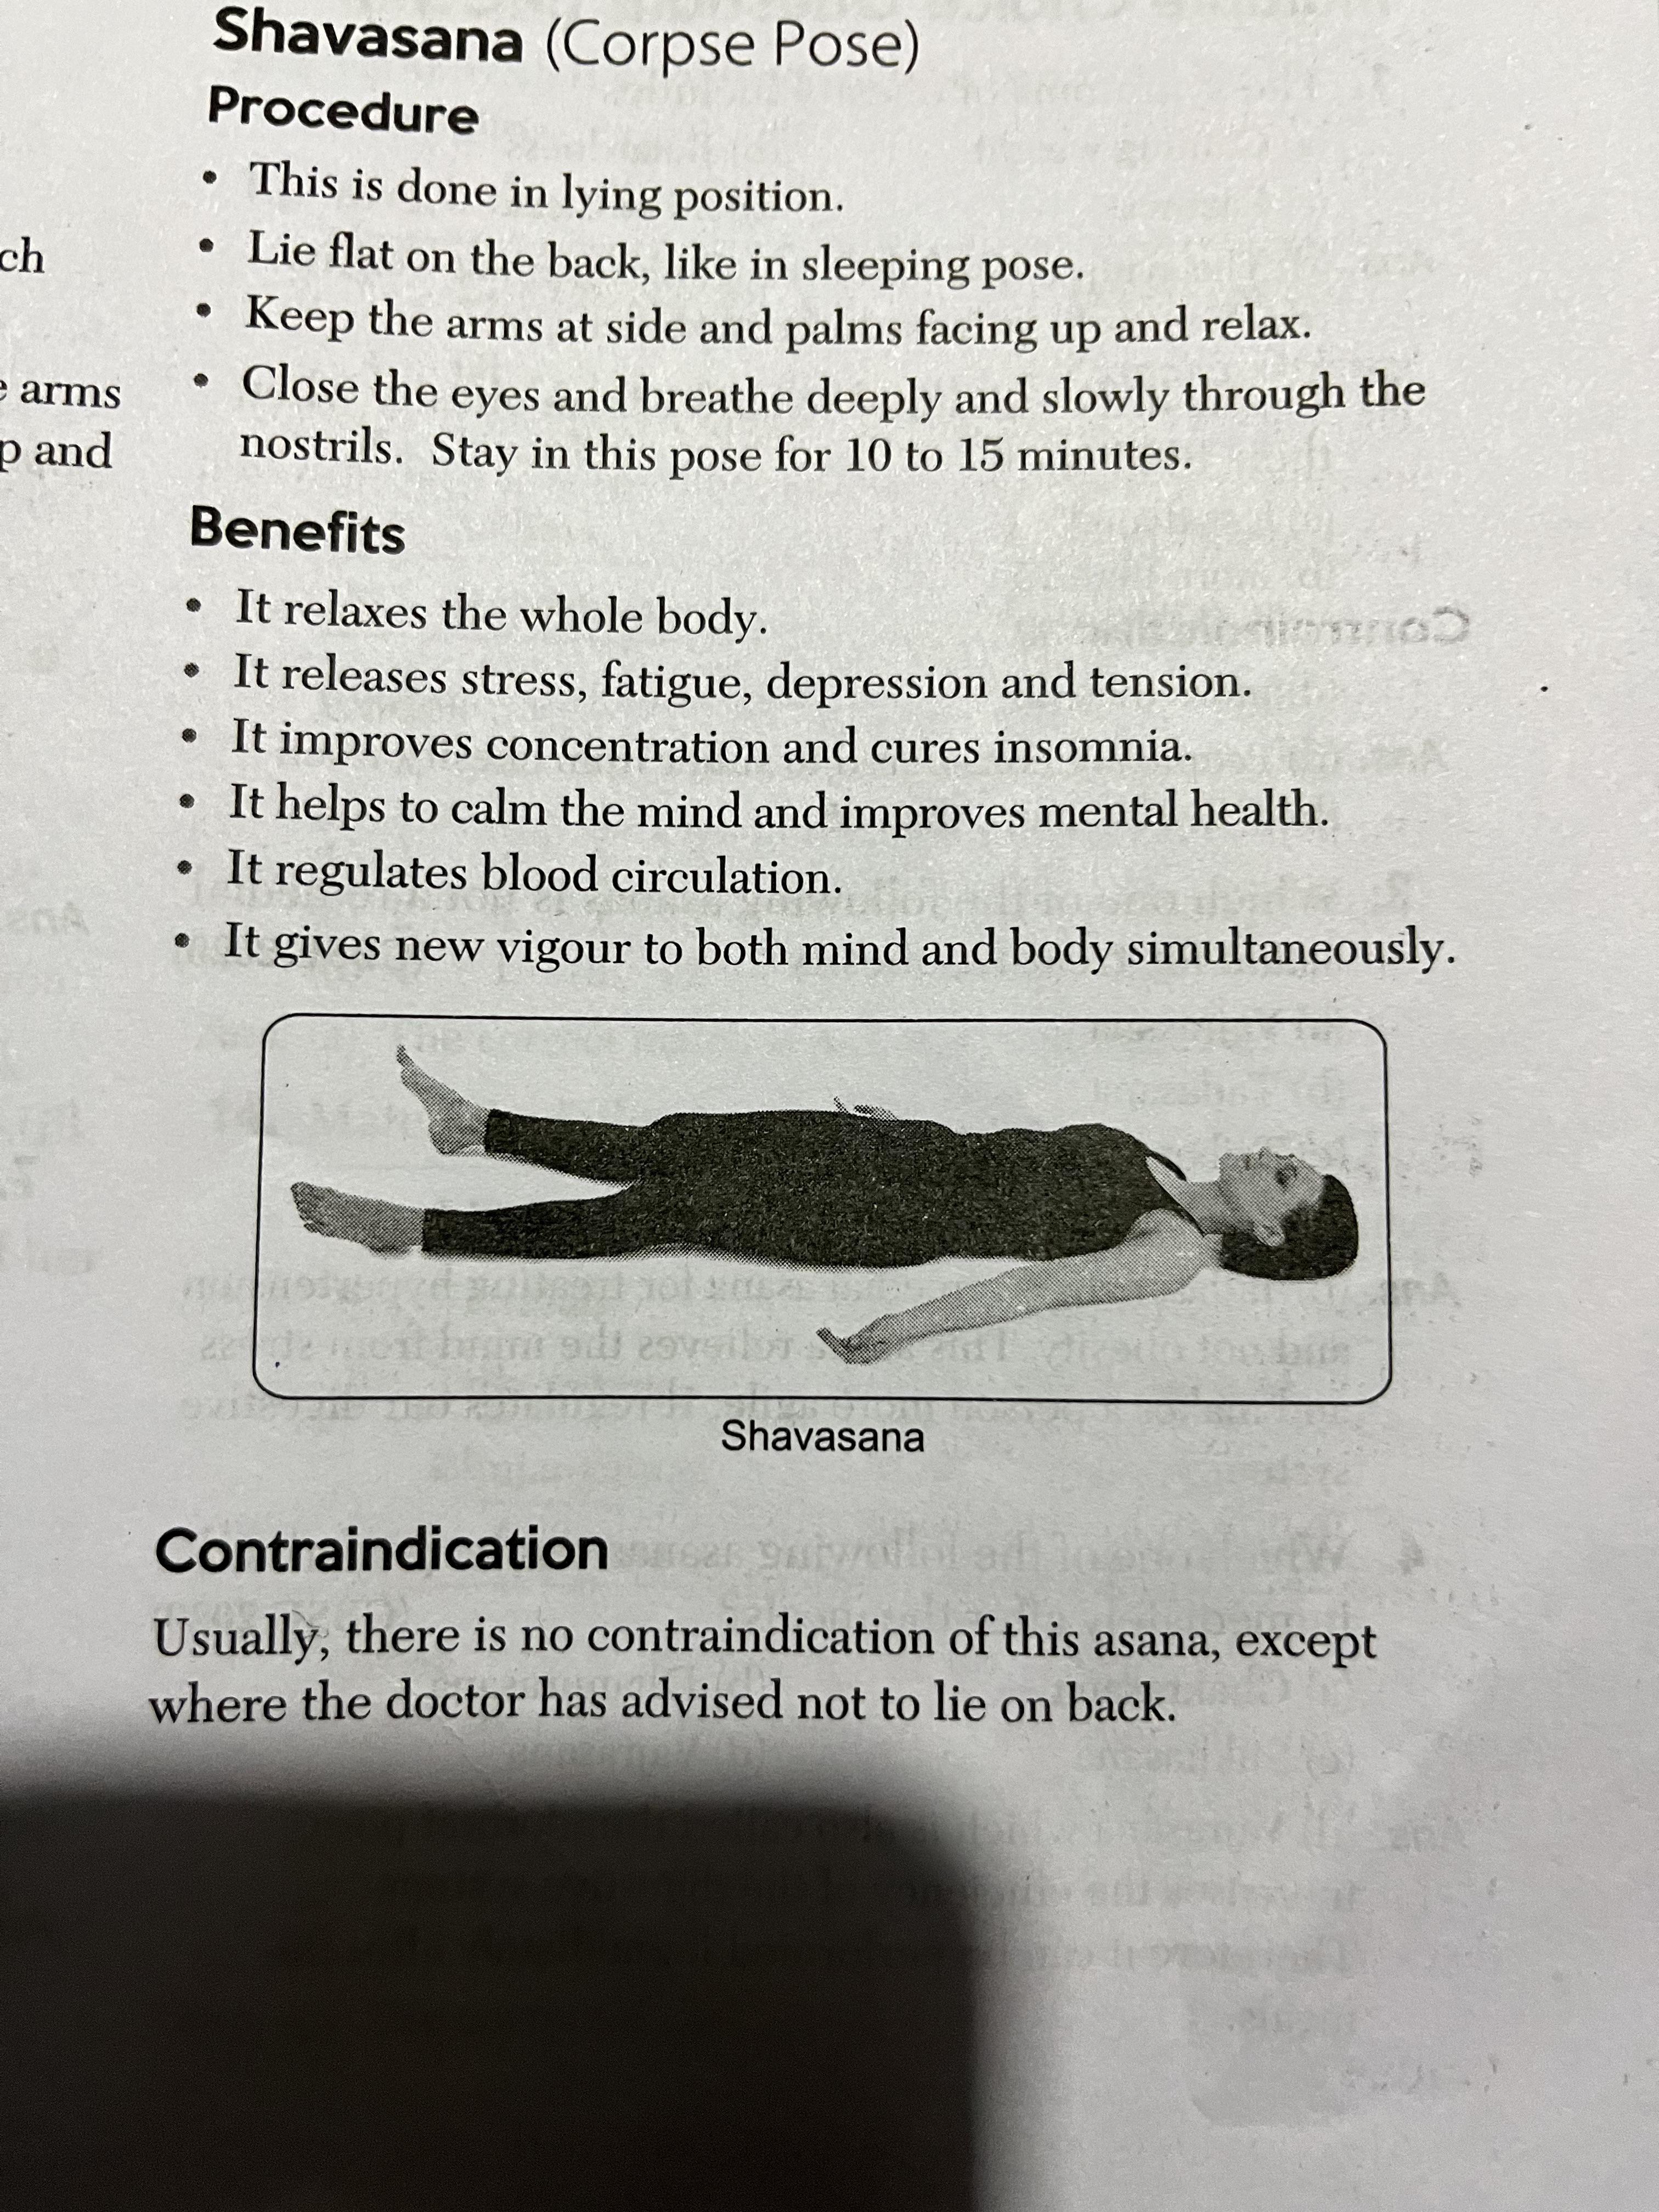 Shavasana (Corpse Pose)
Procedure
• This is done in lying position.
• Lie flat on the back, like in sleeping pose.
• Keep the arms at side and palms facing up and relax.
• Close the eyes and breathe deeply and slowly through the
nostrils. Stay in this pose for 10 to 15 minutes.
Benefits
• It relaxes the whole body.
• It releases stress, fatigue, depression and tension.
• It improves concentration and cures insomnia.
• It helps to calm the mind and improves mental health.
• It regulates blood circulation.
• It gives new vigour to both mind and body simultaneously.
Shavasana
Contraindication
Usually, there is no contraindication of this asana, except
where the doctor has advised not to lie on back.
ch
arms
p and